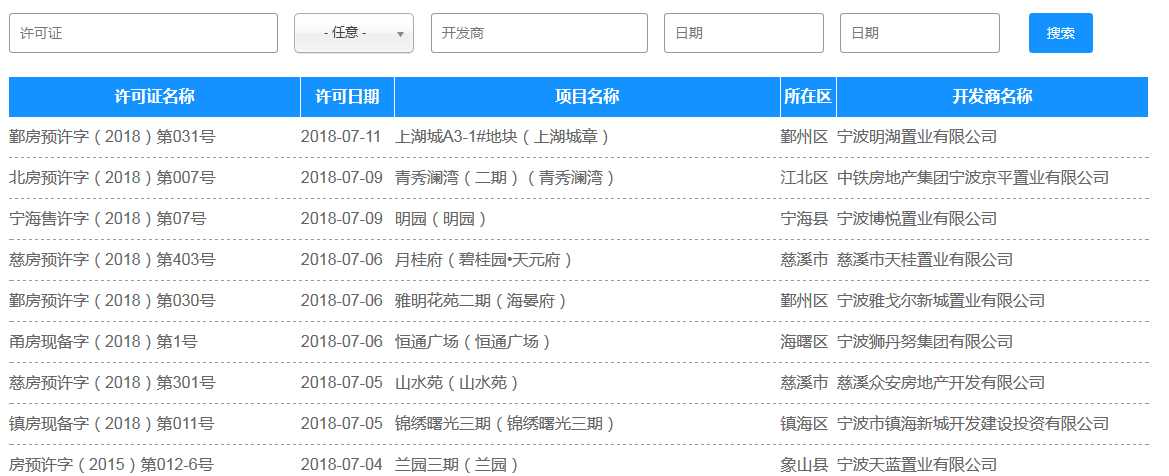 许可证 - 任意 - 开发商 日期 日期 搜索
许可证名称 许可日期 项目名称 所在区 开发商名称
鄞房预许字（2018）第031号 2018-07-11 上湖城A3-1#地块（上湖城章） 鄞州区 宁波明湖置业有限公司
北房预许字（2018）第007号 2018-07-09 青秀澜湾（二期）（青秀澜湾） 江北区 中铁房地产集团宁波京平置业有限公司
宁海售许字（2018）第07号 2018-07-09 明园（明园） 宁海县 宁波博悦置业有限公司
慈房预许字（2018）第403号 2018-07-06 月桂府（碧桂园•天元府） 慈溪市 慈溪市天桂置业有限公司
鄞房预许字（2018）第030号 2018-07-06 雅明花苑二期（海晏府） 鄞州区 宁波雅戈尔新城置业有限公司
甬房现备字（2018）第1号 2018-07-06 恒通广场（恒通广场） 海曙区 宁波狮丹努集团有限公司
慈房预许字（2018）第301号 2018-07-05 山水苑（山水苑） 慈溪市 慈溪众安房地产开发有限公司
镇房现备字（2018）第011号 2018-07-05 锦绣曙光三期（锦绣曙光三期） 镇海区 宁波市镇海新城开发建设投资有限公司
房预许字（2015）第012-6号 2018-07-04 兰园三期（兰园） 象山县 宁波天蓝置业有限公司